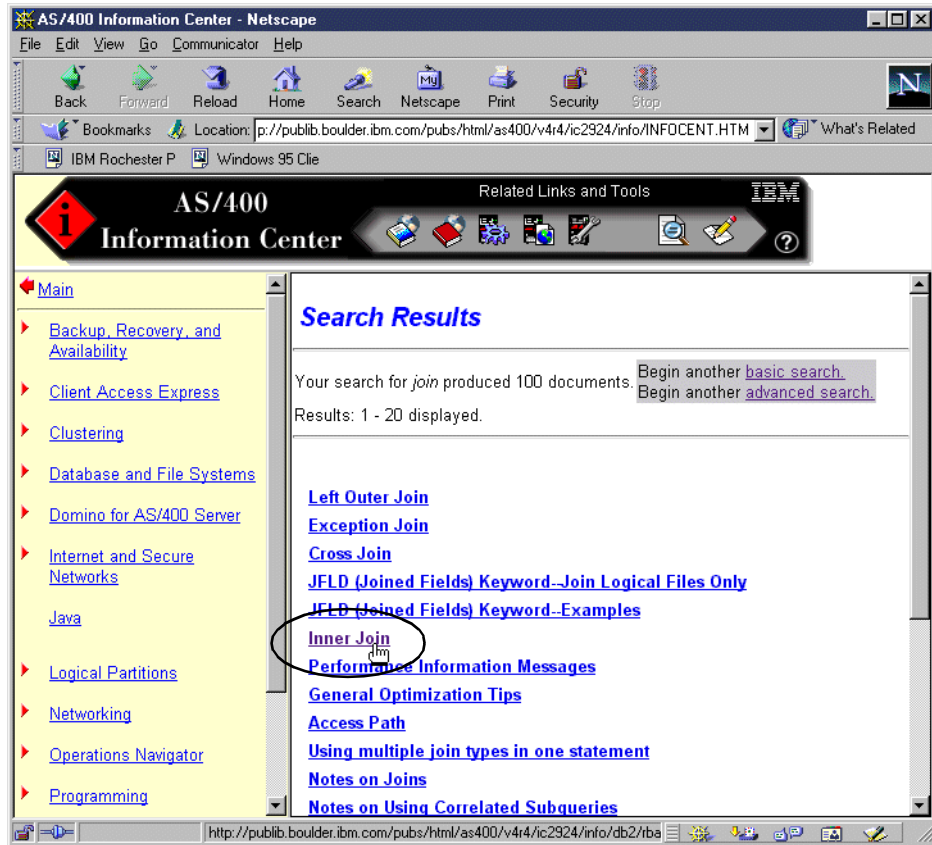 AS/400 Information Center - Netscape
File Edit View Go Communicator Help
Back Forward Reload Home Search Netscape Print Security Stop
My
N
Bookmarks Location: p://publib.boulder.ibm.com/pubs/html/as400/v4r4/ic2924/info/INFOCENT.HTM What's Related
IBM Rochester P Windows 95 Clie
i
AS/400
Information Center
Related Links and Tools
IBM
?
Main
Backup, Recovery, and
Availability
Client Access Express
Clustering
Database and File Systems
Domino for AS/400 Server
Internet and Secure
Networks
Java
Logical Partitions
Networking
Operations Navigator
Programming
Search Results
Your search for join produced 100 documents.
Begin another basic search.
Begin another advanced search.
Results: 1 - 20 displayed.
Left Outer Join
Exception Join
Cross Join
JFLD (Joined Fields) Keyword--Join Logical Files Only
JFLD (Joined Fields) Keyword--Examples
Inner Join
Performance Information Messages
General Optimization Tips
Access Path
Using multiple join types in one statement
Notes on Joins
Notes on Using Correlated Subqueries
http://publib.boulder.ibm.com/pubs/html/as400/v4r4/ic2924/info/db2/rba